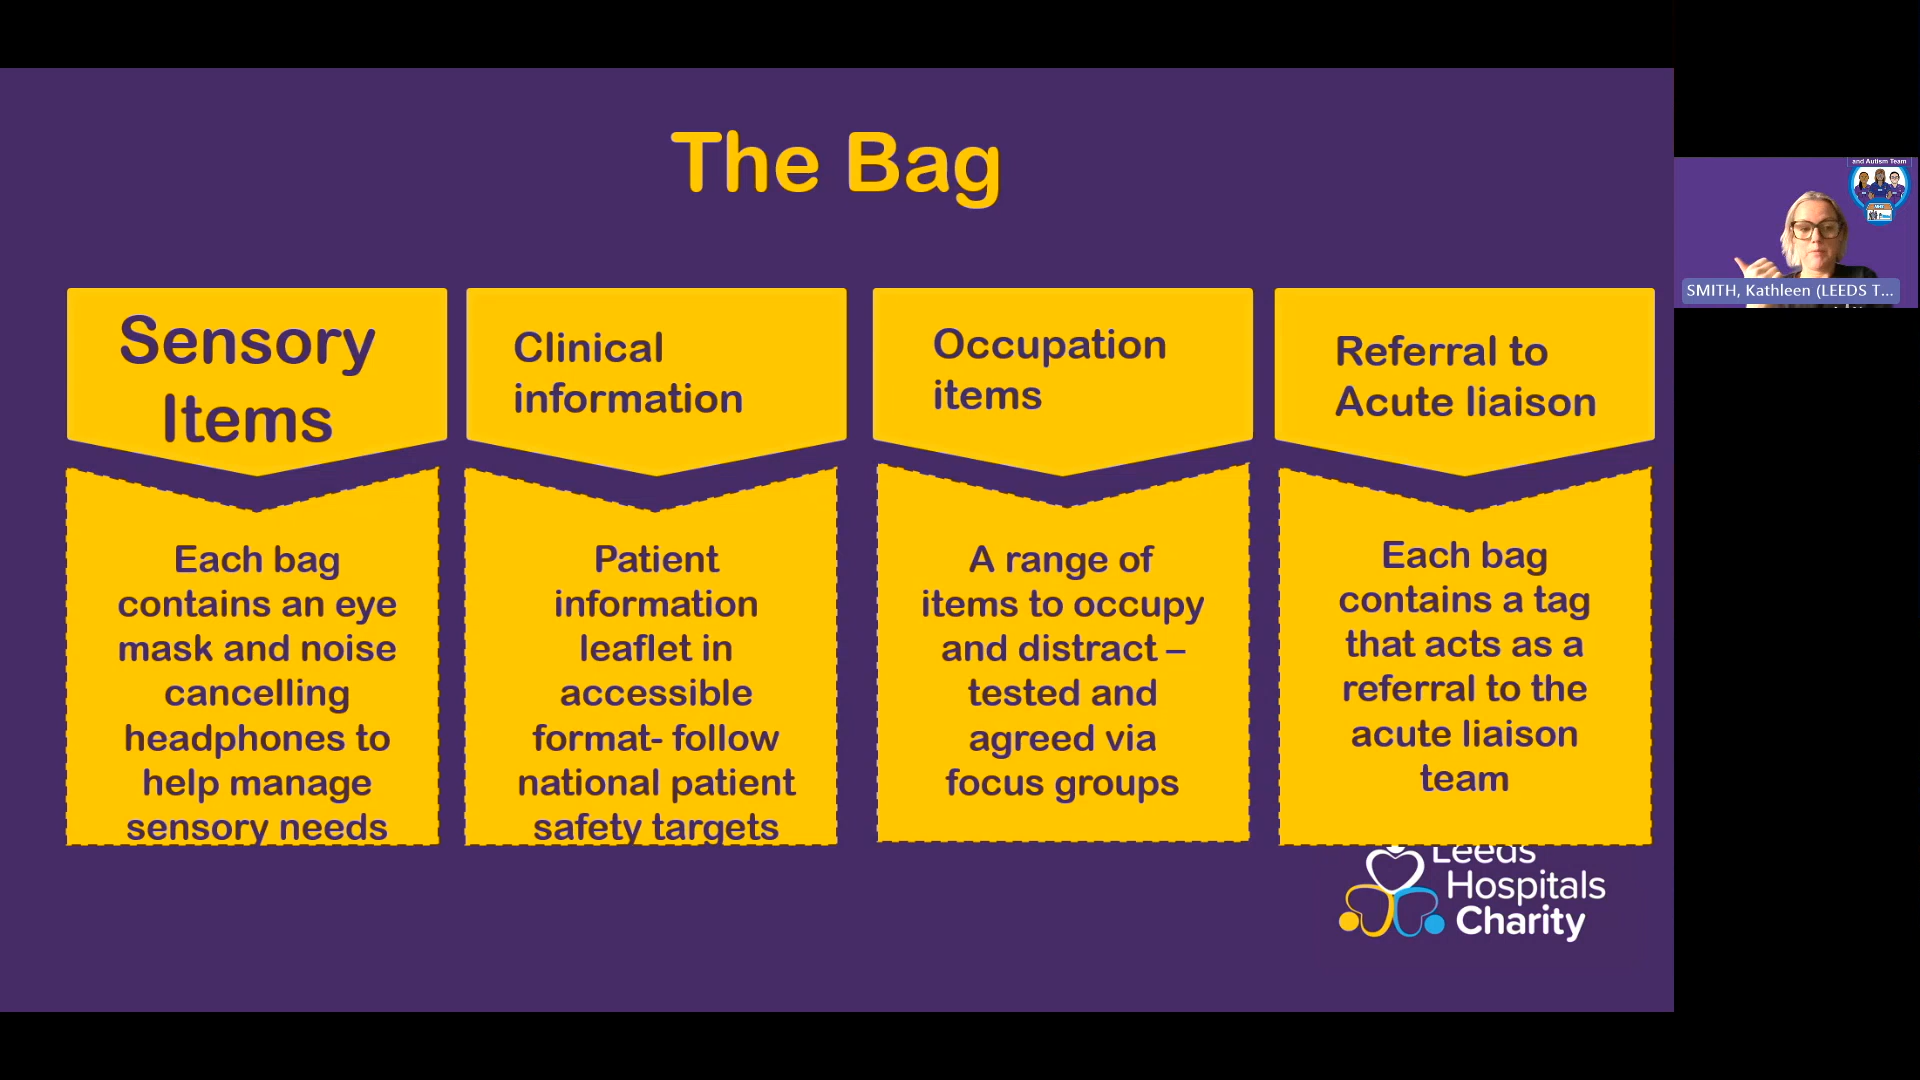 The Bag
Sensory
Items
Each bag
contains an eye
mask and noise
cancelling
headphones to
help manage
sensory needs
Clinical
information
Patient
information
leaflet in
accessible
format- follow
national patient
safety targets
Occupation
items
A range of
items to occupy
and distract –
tested and
agreed via
focus groups
Referral to
Acute liaison
Each bag
contains a tag
that acts as a
referral to the
acute liaison
team
Leeds
Hospitals
Charity
and Autism Team
SMITH, Kathleen (LEEDS T...